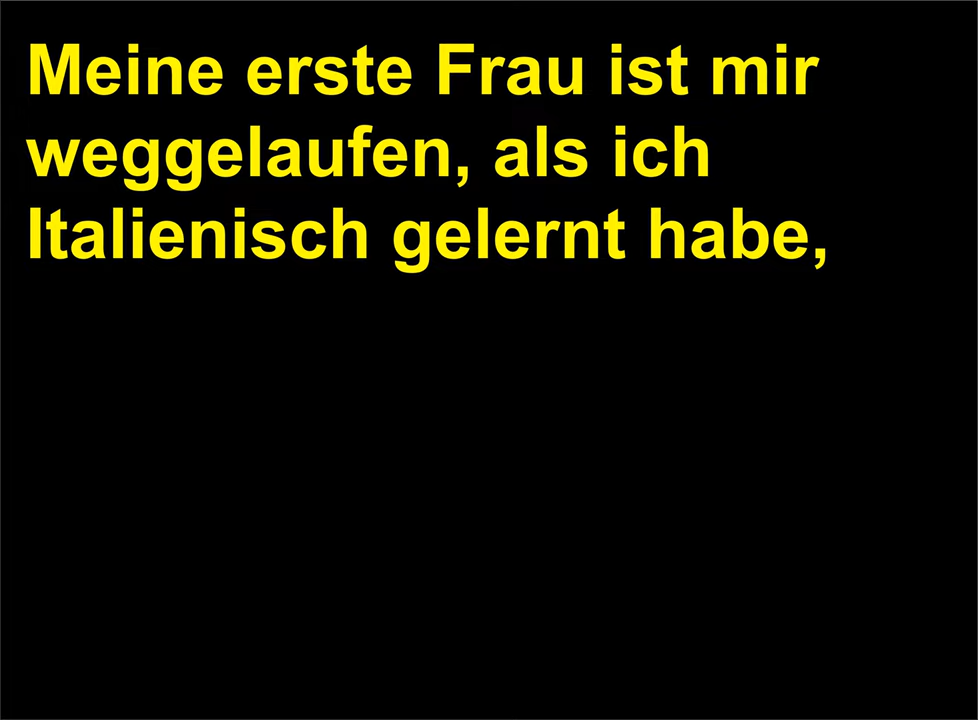 Meine erste Frau ist mir
weggelaufen, als ich
Italienisch gelernt habe,